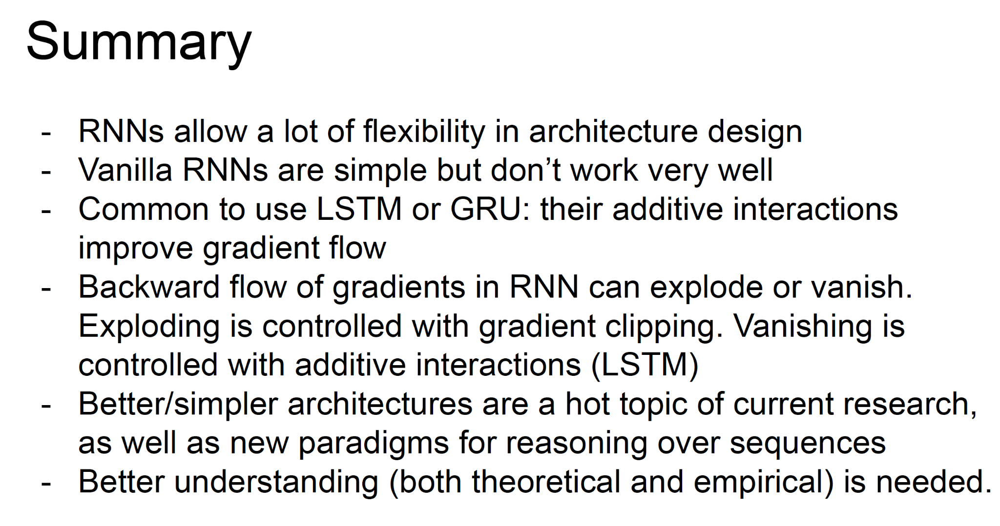 Summary
- RNNs allow a lot of flexibility in architecture design
- Vanilla RNNs are simple but don’t work very well
- Common to use LSTM or GRU: their additive interactions
improve gradient flow
- Backward flow of gradients in RNN can explode or vanish.
Exploding is controlled with gradient clipping. Vanishing is
controlled with additive interactions (LSTM)
- Better/simpler architectures are a hot topic of current research,
as well as new paradigms for reasoning over sequences
- Better understanding (both theoretical and empirical) is needed.